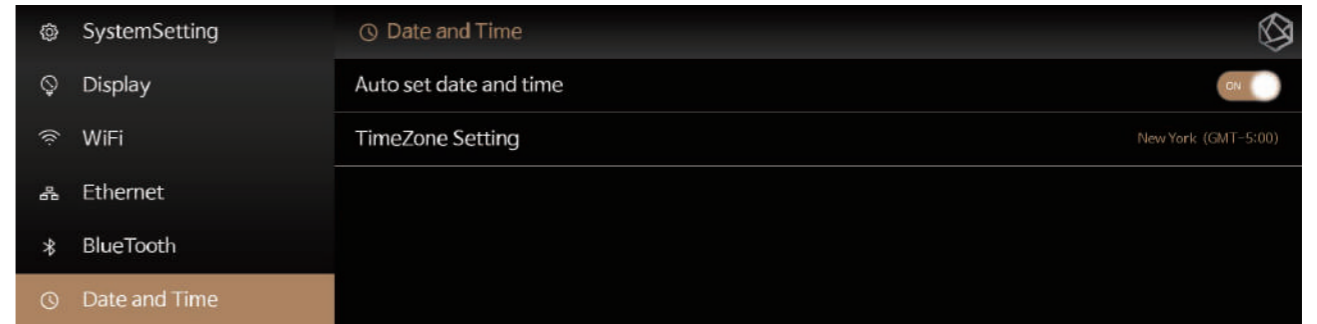 SystemSetting
Display
WiFi
Ethernet
BlueTooth
Date and Time
Date and Time
Auto set date and time
ON
TimeZone Setting
New York (GMT-5:00)